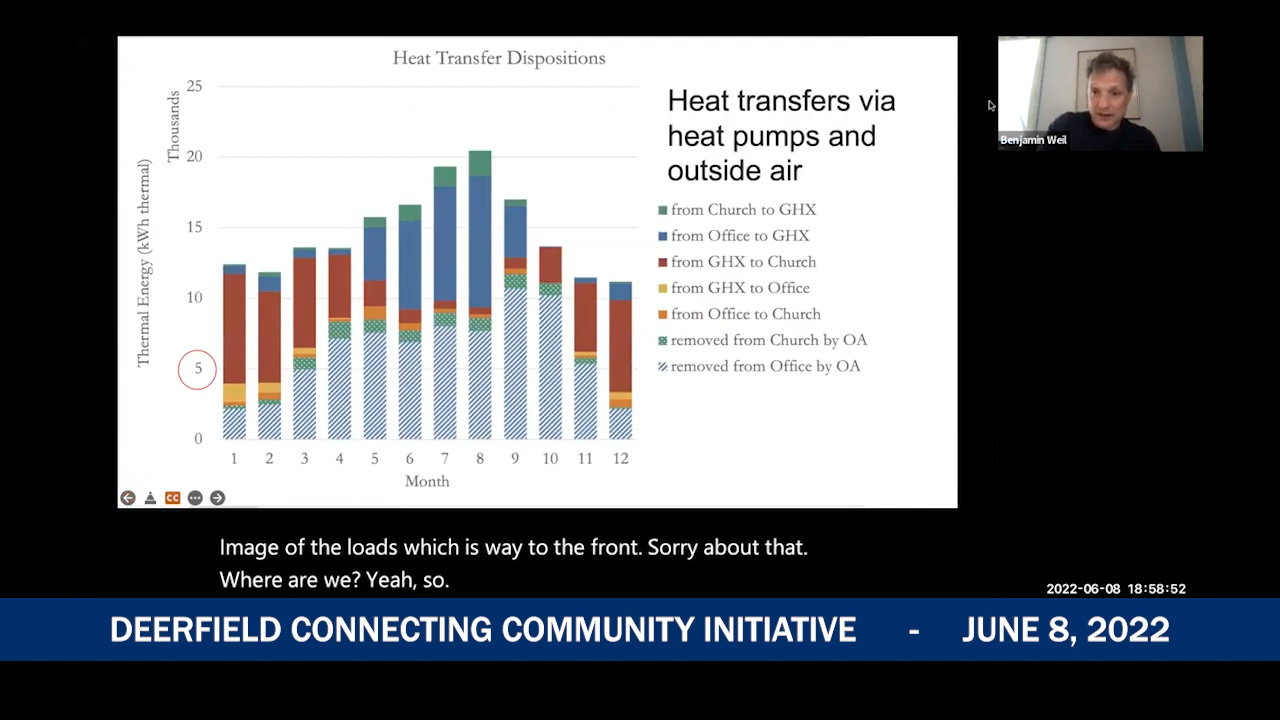 Heat Transfer Dispositions
Thermal Energy (kWh thermal)
Thousands
25
20
15
10
5
0
1 2 3 4 5 6 7 8 9 10 11 12
Month
Heat transfers via
heat pumps and
outside air
from Church to GHX
from Office to GHX
from GHX to Church
from GHX to Office
from Office to Church
removed from Church by OA
removed from Office by OA
CC
Benjamin Weil
Image of the loads which is way to the front. Sorry about that.
Where are we? Yeah, so.
2022-06-08 18:58:52
DEERFIELD CONNECTING COMMUNITY INITIATIVE - JUNE 8, 2022